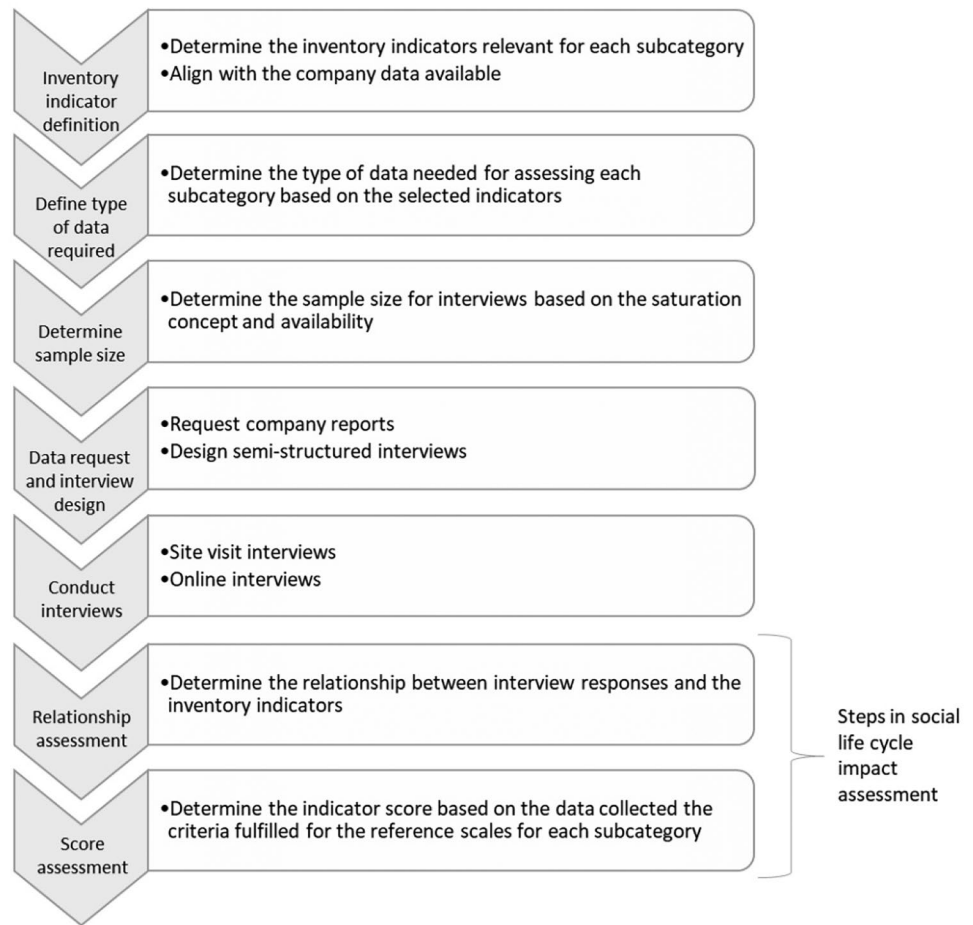 Inventory
indicator
definition
•Determine the inventory indicators relevant for each subcategory
•Align with the company data available
Define type
of data
required
•Determine the type of data needed for assessing each
subcategory based on the selected indicators
Determine
sample size
•Determine the sample size for interviews based on the saturation
concept and availability
Data request
and interview
design
•Request company reports
•Design semi-structured interviews
Conduct
interviews
•Site visit interviews
•Online interviews
Relationship
assessment
•Determine the relationship between interview responses and the
inventory indicators
Score
assessment
•Determine the indicator score based on the data collected the
criteria fulfilled for the reference scales for each subcategory
Steps in social
life cycle
impact
assessment